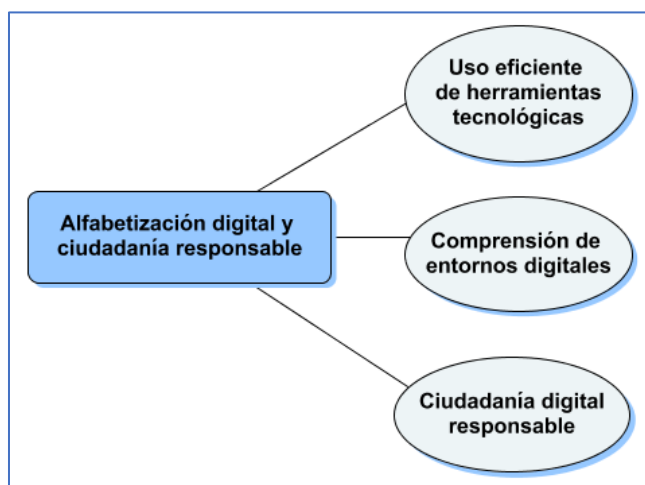 Uso eficiente
de herramientas
tecnológicas
Alfabetización digital y
ciudadanía responsable
Comprensión de
entornos digitales
Ciudadanía digital
responsable